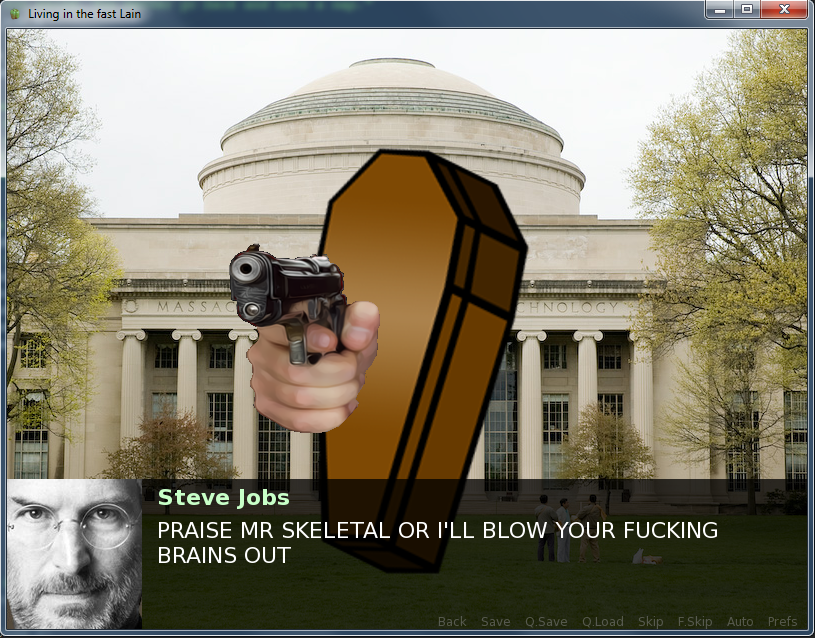 Living in the fast Lain
MASSAC
HNOLOGY
Steve Jobs
PRAISE MR SKELETAL OR I'LL BLOW YOUR FUCKING
BRAINS OUT
Back Save Q.Save Q.Load Skip F.Skip Auto Prefs